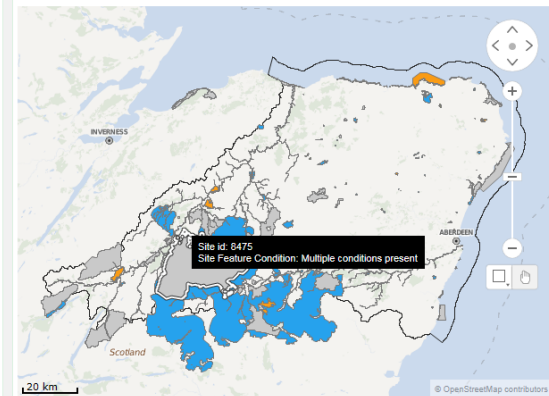 INVERNESS
Site id: 8475
Site Feature Condition: Multiple conditions present
ABERDEEN
Scotland
20 km
© OpenStreetMap contributors